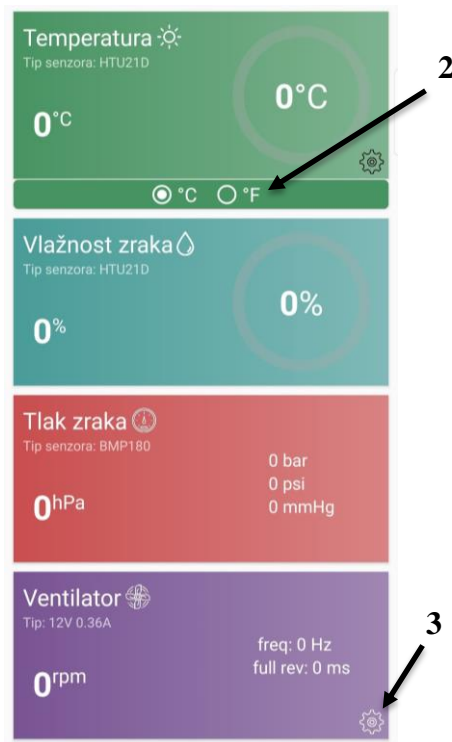 Temperatura
Tip senzora: HTU21D
0°C
0°C
2
°C °F
Vlažnost zraka
Tip senzora: HTU21D
0%
0%
Tlak zraka
Tip senzora: BMP180
0 bar
0 psi
0 mmHg
0hPa
Ventilator
Tip: 12V 0.36A
3
freq: 0 Hz
full rev: 0 ms
0rpm